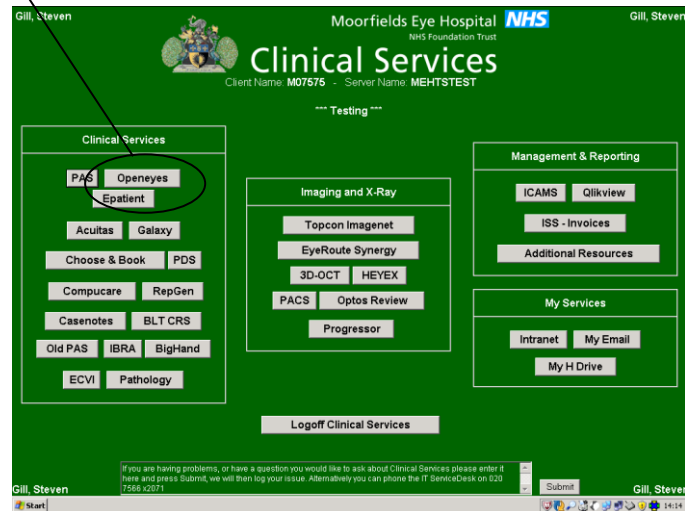 Gill, Steven
Moorfields Eye Hospital NHS
NHS Foundation Trust
Gill, Steven
Clinical Services
Client Name: M07575 - Server Name: MEHTSTEST
*** Testing ***
Clinical Services
PAS
Openeyes
Epatient
Acuitas
Galaxy
Choose & Book
PDS
Compucare
RepGen
Casenotes
BLT CRS
Old PAS
IBRA
BigHand
ECVI
Pathology
Imaging and X-Ray
Topcon Imagenet
EyeRoute Synergy
3D-OCT
HEYEX
PACS
Optos Review
Progressor
Management & Reporting
ICAMS
Qlikview
ISS - Invoices
Additional Resources
My Services
Intranet
My Email
My H Drive
Logoff Clinical Services
If you are having problems, or have a question you would like to ask about Clinical Services please enter it
here and press Submit, we will then log your issue. Alternatively you can phone the IT ServiceDesk on 020
7566 x2071
Submit
Gill, Steven
Gill, Steven
Start
14:14